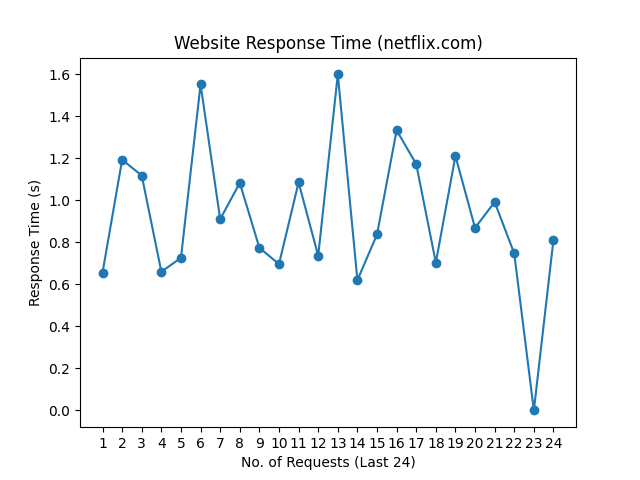 Website Response Time (netflix.com)
Response Time (s)
1.6
1.4
1.2
1.0
0.8
0.6
0.4
0.2
0.0
1 2 3 4 5 6 7 8 9 10 11 12 13 14 15 16 17 18 19 20 21 22 23 24
No. of Requests (Last 24)